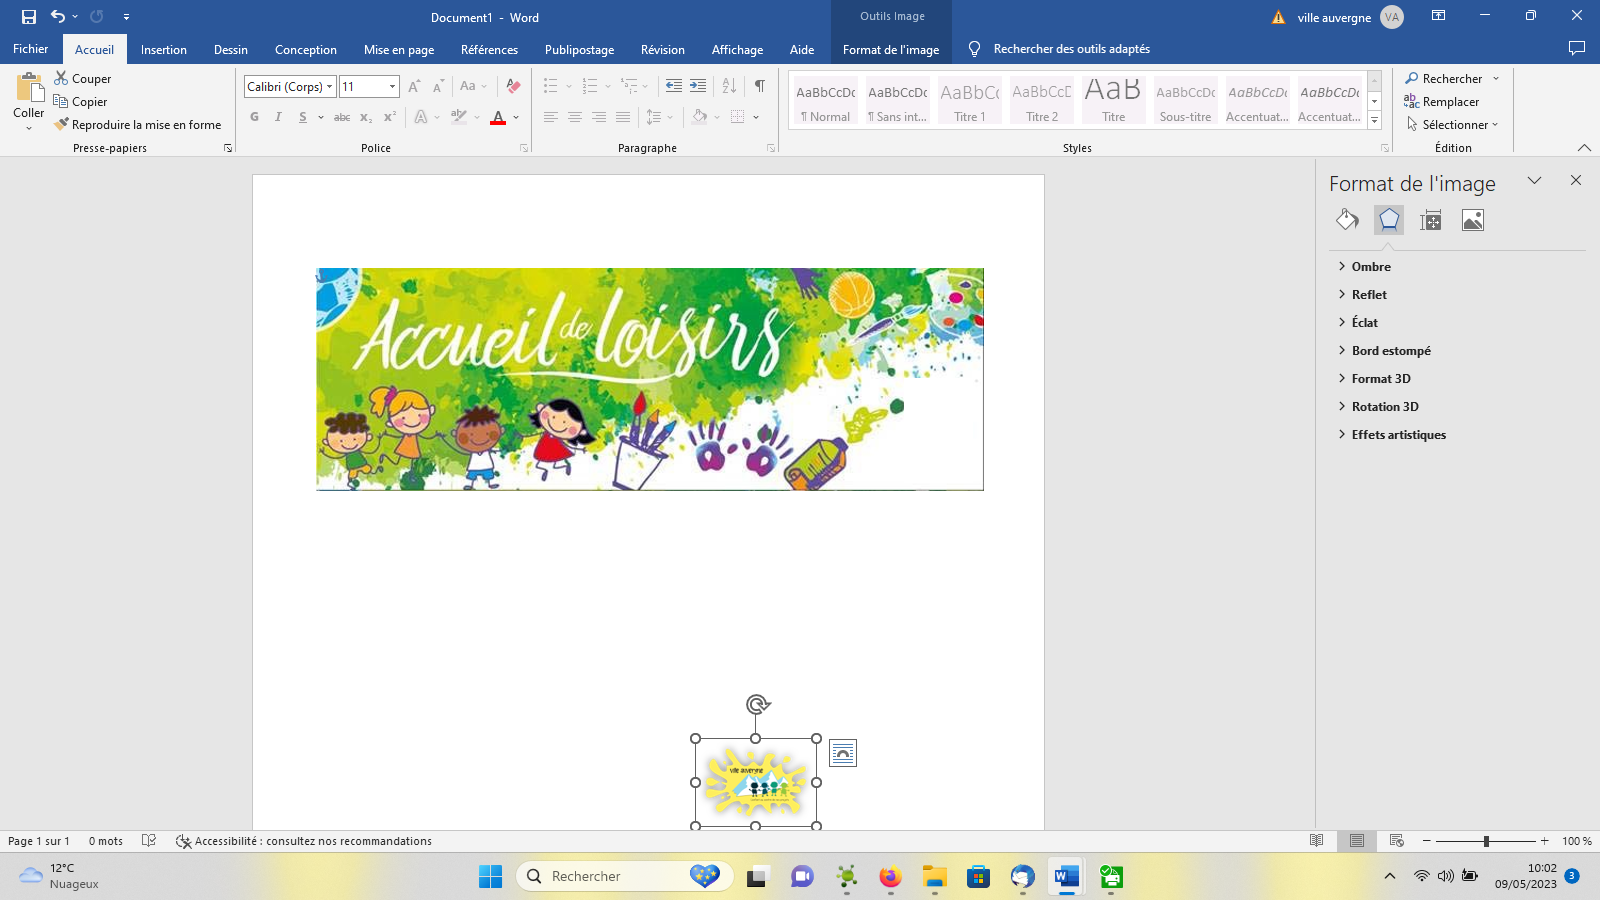 Document1 - Word
Outils Image
ville auvergne
VA
Fichier
Accueil
Insertion
Dessin
Conception
Mise en page
Références
Publipostage
Révision
Affichage
Aide
Format de l'image
Rechercher des outils adaptés
Coller
Couper
Copier
Reproduire la mise en forme
Presse-papiers
Calibri (Corps)
11
Aa
G I S abc x₂ x² A A
Police
Paragraphe
AaBbCcDc
¶ Normal
AaBbCcDc
¶ Sans int...
AaBbCc
Titre 1
AaBbCcD
Titre 2
AaB
Titre
AaBbCcDc
Sous-titre
AaBbCcDc
Accentuat...
AaBbCcDc
Accentuat...
Styles
Rechercher
Remplacer
Sélectionner
Édition
Format de l'image
Ombre
Reflet
Éclat
Bord estompé
Format 3D
Rotation 3D
Effets artistiques
Accueil de loisirs
ville auvergne
Page 1 sur 1
0 mots
Accessibilité : consultez nos recommandations
100 %
12°C
Nuageux
Rechercher
10:02
09/05/2023
3